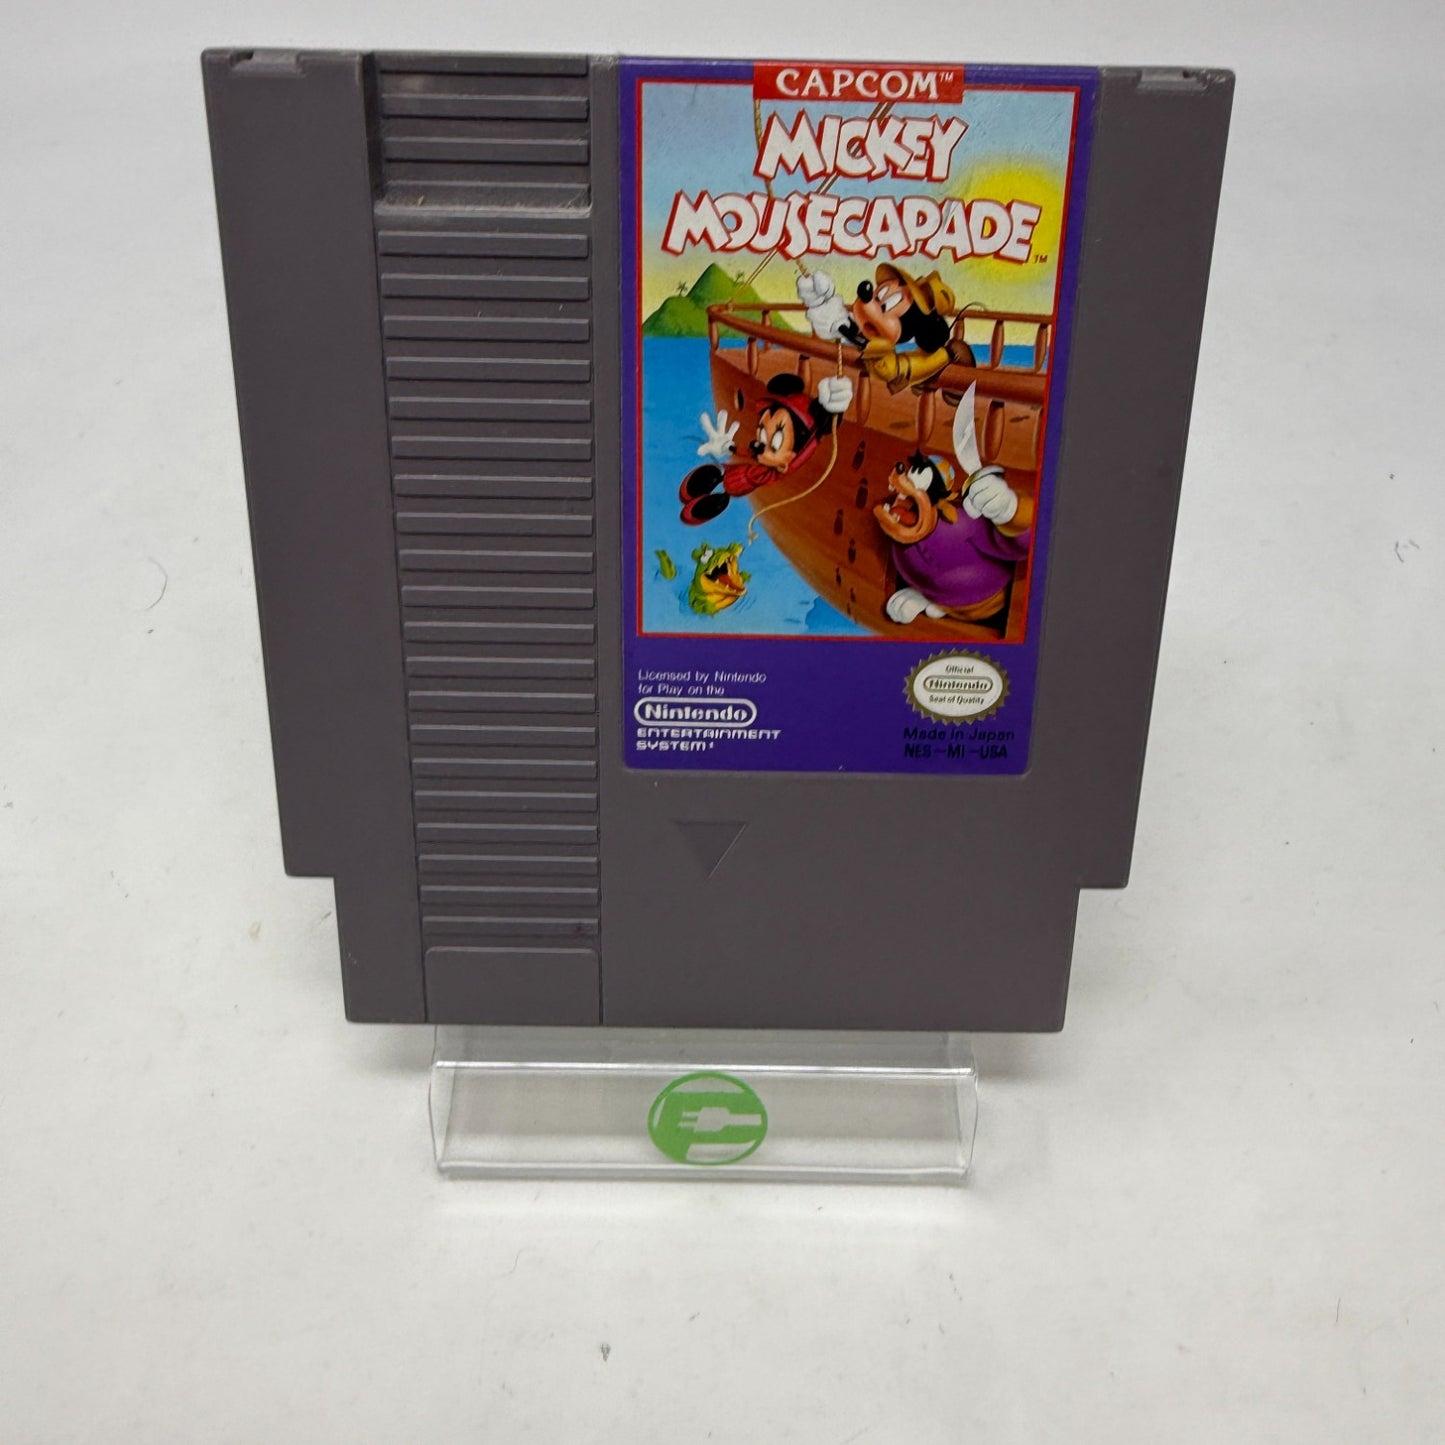 CAPCOM™
MICKEY
MOUSECAPADE™
Licensed by Nintendo
for Play on the
Nintendo
ENTERTAINMENT
SYSTEM
Official
Nintendo
Seal of Quality
Made in Japan
NES-MI-USA